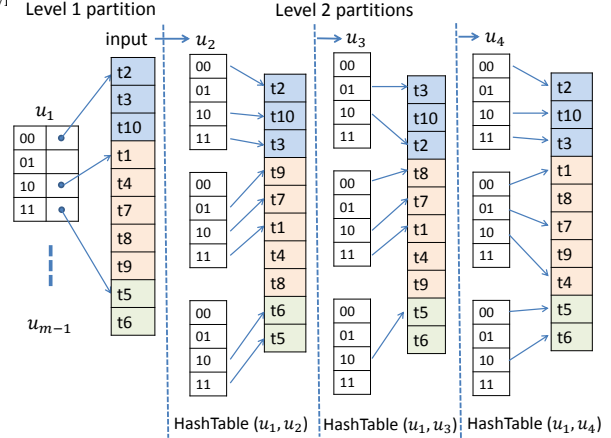 y]
Level 1 partition
Level 2 partitions
input
u₁
00
01
10
11
u_{m−1}
t2
t3
t10
t1
t4
t7
t8
t9
t5
t6
u₂
00
01
10
11
00
01
10
11
00
01
10
11
t2
t10
t3
t9
t7
t1
t4
t8
t6
t5
HashTable (u₁, u₂)
u₃
00
01
10
11
00
01
10
11
00
01
10
11
t3
t10
t2
t8
t7
t1
t4
t9
t5
t6
HashTable (u₁, u₃)
u₄
00
01
10
11
00
01
10
11
00
01
10
11
t2
t10
t3
t1
t8
t7
t9
t4
t5
t6
HashTable (u₁, u₄)